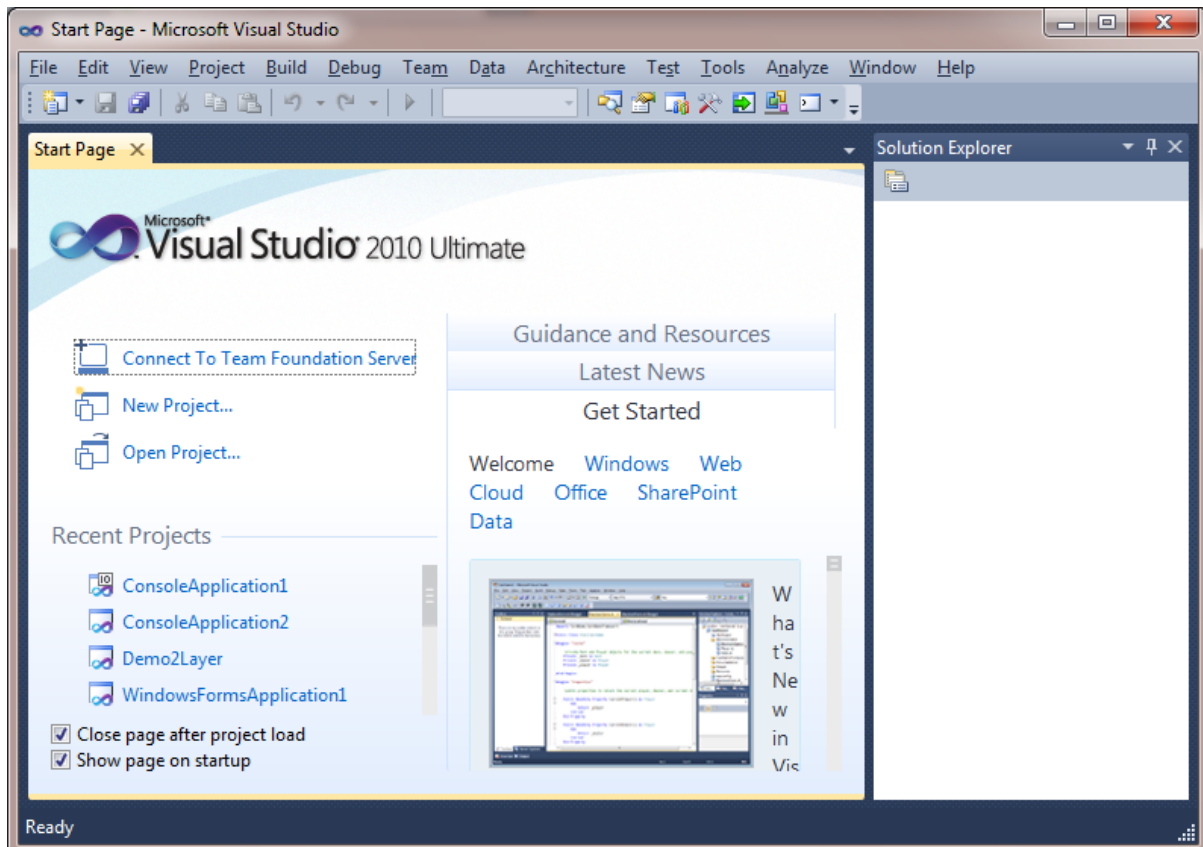 Start Page - Microsoft Visual Studio
File Edit View Project Build Debug Team Data Architecture Test Tools Analyze Window Help
Start Page
Solution Explorer
Microsoft
Visual Studio 2010 Ultimate
Connect To Team Foundation Server
New Project...
Open Project...
Recent Projects
ConsoleApplication1
ConsoleApplication2
Demo2Layer
WindowsFormsApplication1
Close page after project load
Show page on startup
Guidance and Resources
Latest News
Get Started
Welcome Windows Web
Cloud Office SharePoint
Data
W
ha
t's
Ne
w
in
Vis
Ready